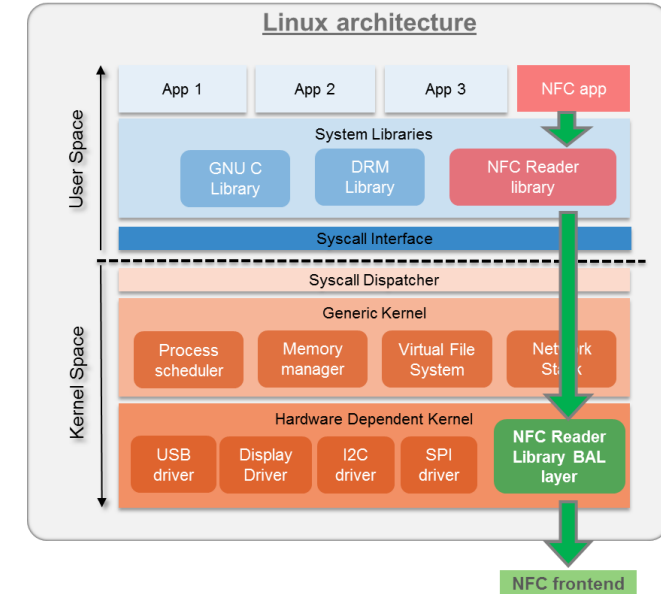 Linux architecture
User Space
App 1
App 2
App 3
NFC app
System Libraries
GNU C
Library
DRM
Library
NFC Reader
library
Syscall Interface
Kernel Space
Syscall Dispatcher
Generic Kernel
Process
scheduler
Memory
manager
Virtual File
System
Network
Stack
Hardware Dependent Kernel
USB
driver
Display
Driver
I2C
driver
SPI
driver
NFC Reader
Library BAL
layer
NFC frontend